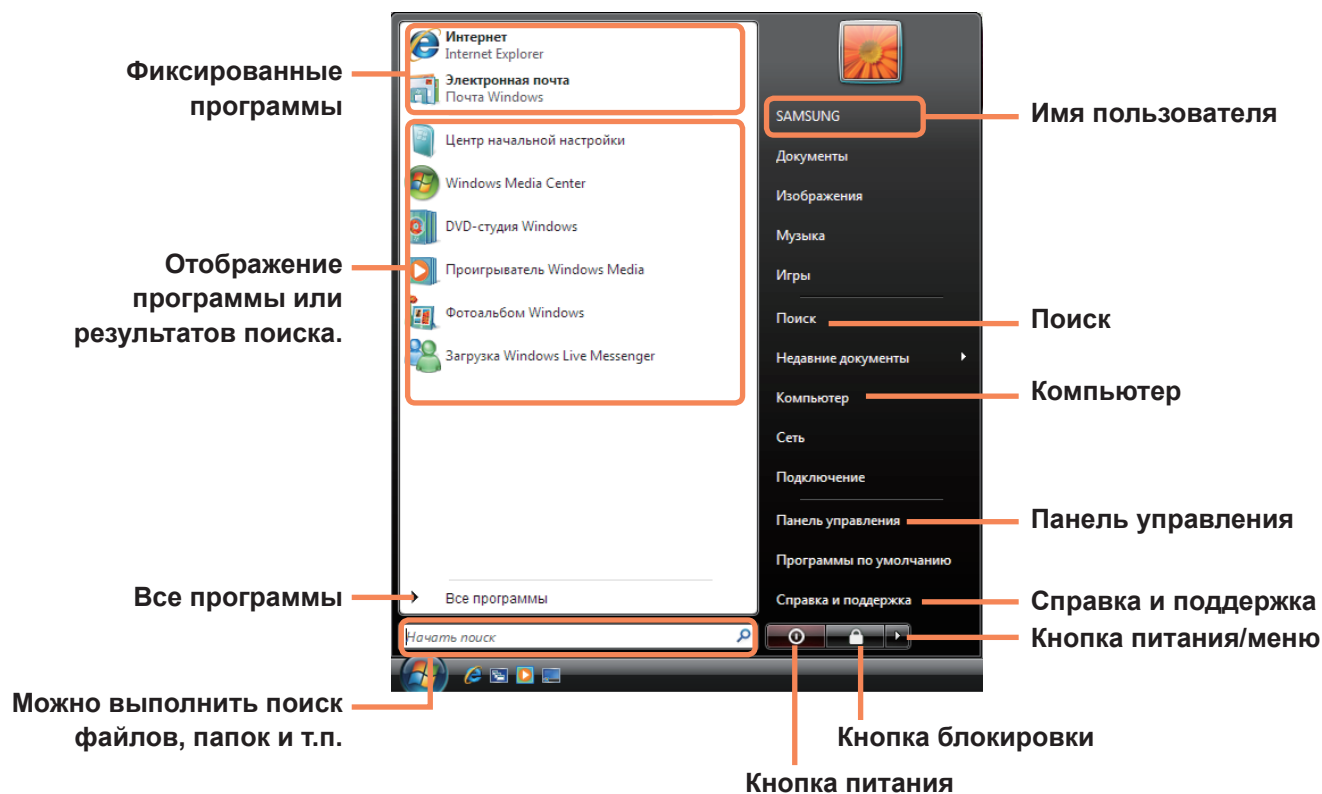 Фиксированные
программы
Отображение
программы или
результатов поиска.
Все программы
Можно выполнить поиск
файлов, папок и т.п.
Интернет
Internet Explorer
Электронная почта
Почта Windows
Центр начальной настройки
Windows Media Center
DVD-студия Windows
Проигрыватель Windows Media
Фотоальбом Windows
Загрузка Windows Live Messenger
Все программы
Начать поиск
SAMSUNG
Документы
Изображения
Музыка
Игры
Поиск
Недавние документы
Компьютер
Сеть
Подключение
Панель управления
Программы по умолчанию
Справка и поддержка
Имя пользователя
Поиск
Компьютер
Панель управления
Справка и поддержка
Кнопка питания/меню
Кнопка блокировки
Кнопка питания